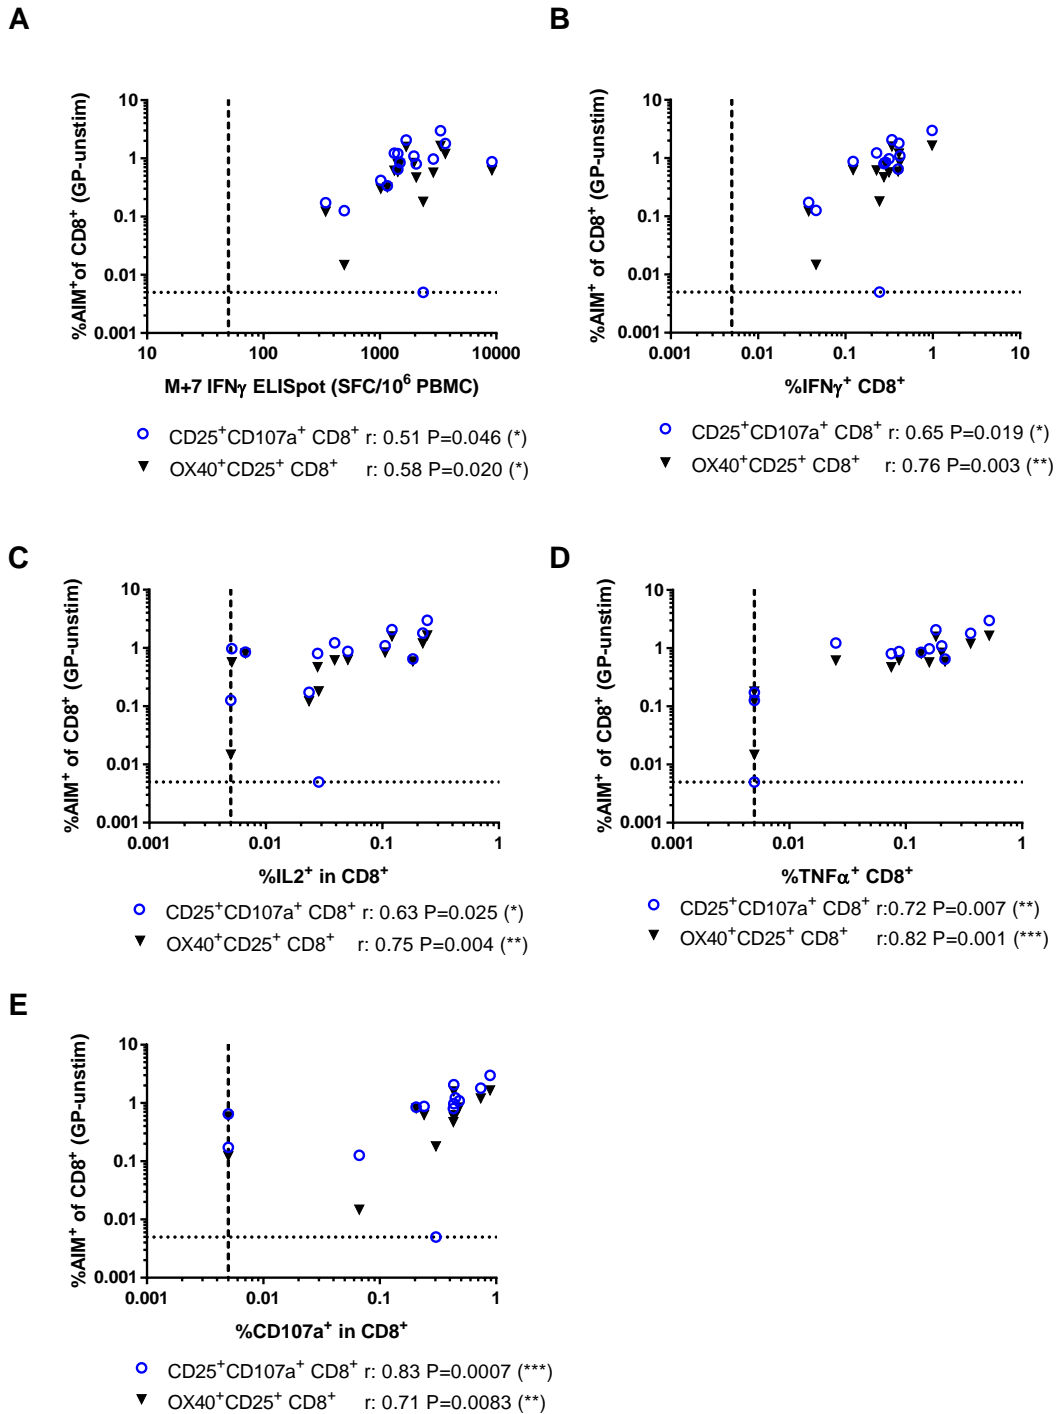 A
%AIM⁺of CD8⁺ (GP-unstim)
10
1
0.1
0.01
0.001
10 100 1000 10000
M+7 IFNγ ELISpot (SFC/10⁶ PBMC)
CD25⁺CD107a⁺ CD8⁺ r: 0.51 P=0.046 (*)
OX40⁺CD25⁺ CD8⁺ r: 0.58 P=0.020 (*)
B
%AIM⁺ of CD8⁺ (GP-unstim)
10
1
0.1
0.01
0.001
0.001 0.01 0.1 1 10
%IFNγ⁺ CD8⁺
CD25⁺CD107a⁺ CD8⁺ r: 0.65 P=0.019 (*)
OX40⁺CD25⁺ CD8⁺ r: 0.76 P=0.003 (**)
C
%AIM⁺ of CD8⁺ (GP-unstim)
10
1
0.1
0.01
0.001
0.001 0.01 0.1 1
%IL2⁺ in CD8⁺
CD25⁺CD107a⁺ CD8⁺ r: 0.63 P=0.025 (*)
OX40⁺CD25⁺ CD8⁺ r: 0.75 P=0.004 (**)
D
%AIM⁺ of CD8⁺ (GP-unstim)
10
1
0.1
0.01
0.001
0.001 0.01 0.1 1
%TNFα⁺ CD8⁺
CD25⁺CD107a⁺ CD8⁺ r:0.72 P=0.007 (**)
OX40⁺CD25⁺ CD8⁺ r:0.82 P=0.001 (***)
E
%AIM⁺ of CD8⁺ (GP-unstim)
10
1
0.1
0.01
0.001
0.001 0.01 0.1 1
%CD107a⁺ in CD8⁺
CD25⁺CD107a⁺ CD8⁺ r: 0.83 P=0.0007 (***)
OX40⁺CD25⁺ CD8⁺ r: 0.71 P=0.0083 (**)